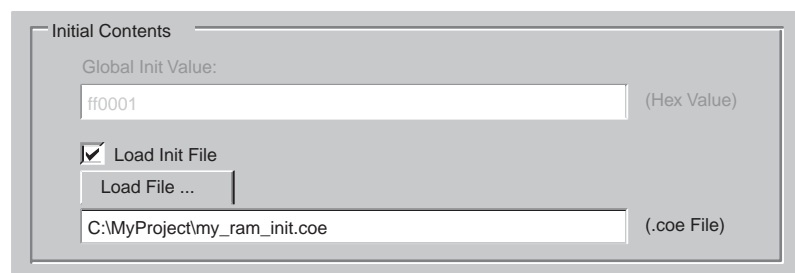 Initial Contents
Global Init Value:
ff0001 (Hex Value)
Load Init File
Load File ...
C:\MyProject\my_ram_init.coe (.coe File)